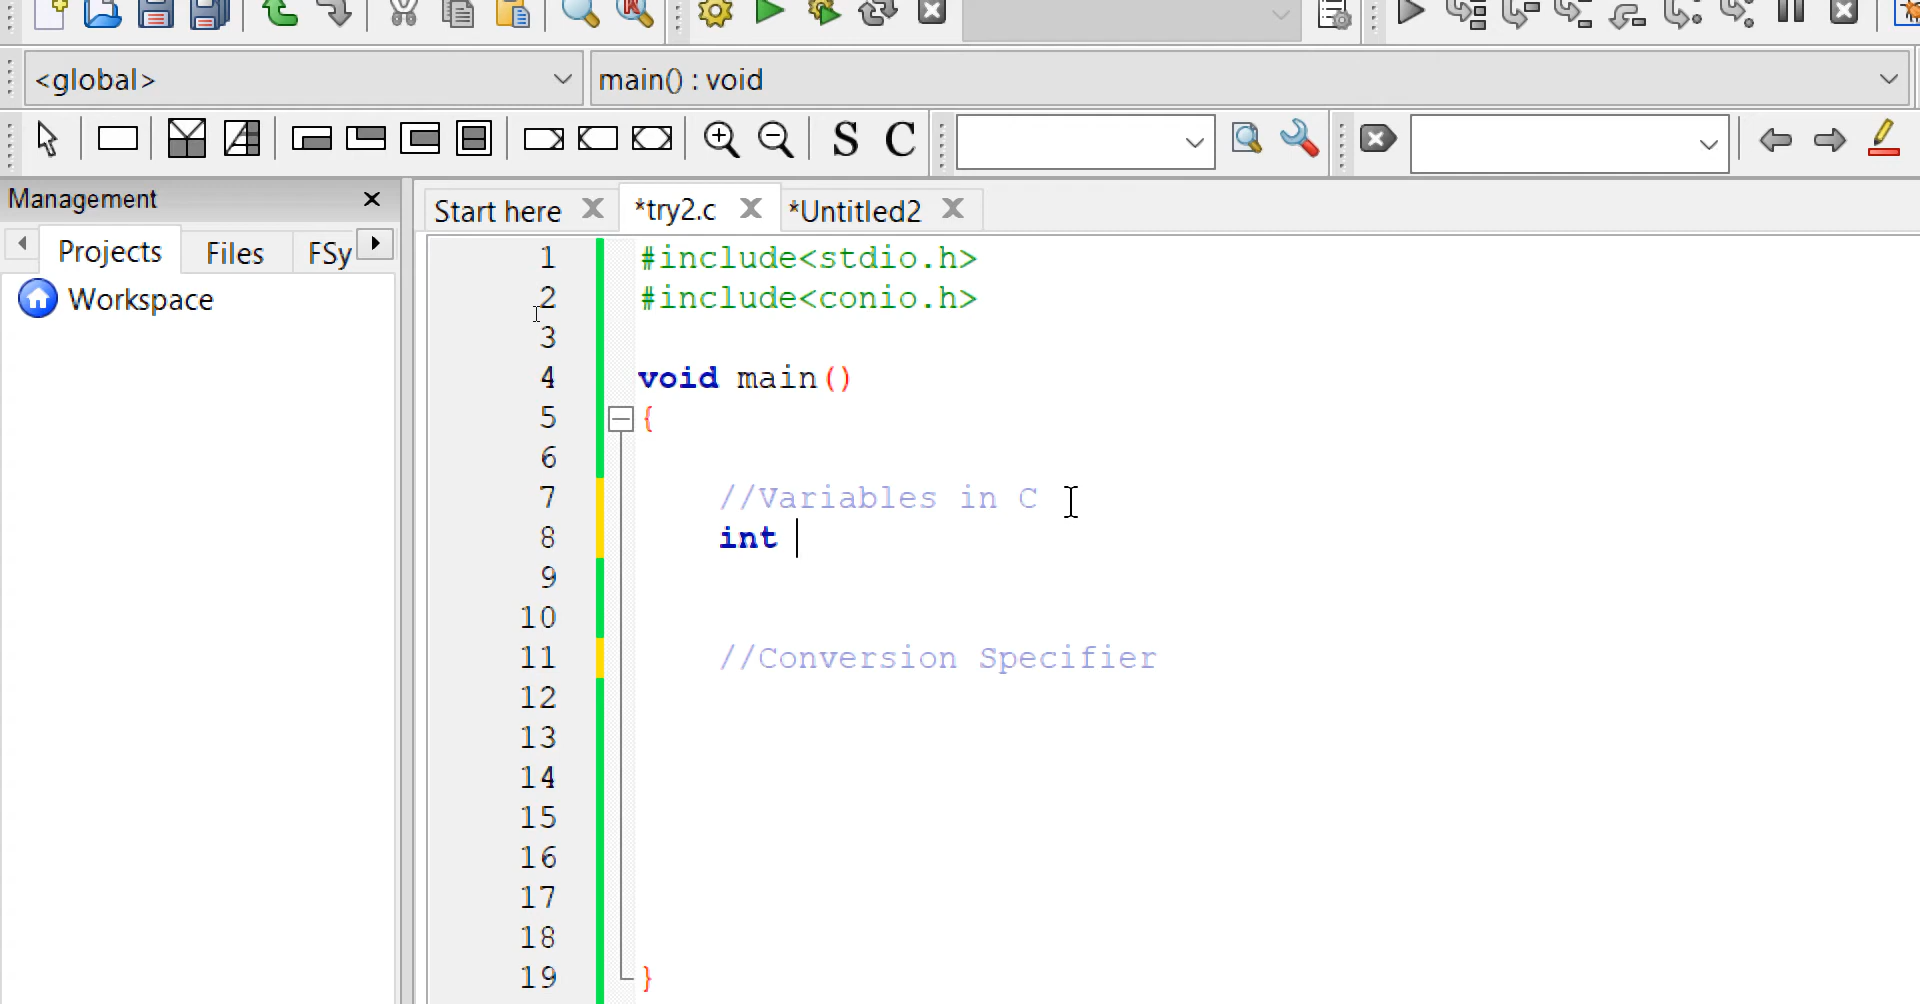 <global>
main() : void
S C
Management
Projects Files FSy
Workspace
Start here *try2.c *Untitled2
1 #include<stdio.h>
2 #include<conio.h>
3
4 void main()
5 {
6
7 //Variables in C
8 int
9
10
11 //Conversion Specifier
12
13
14
15
16
17
18
19 }